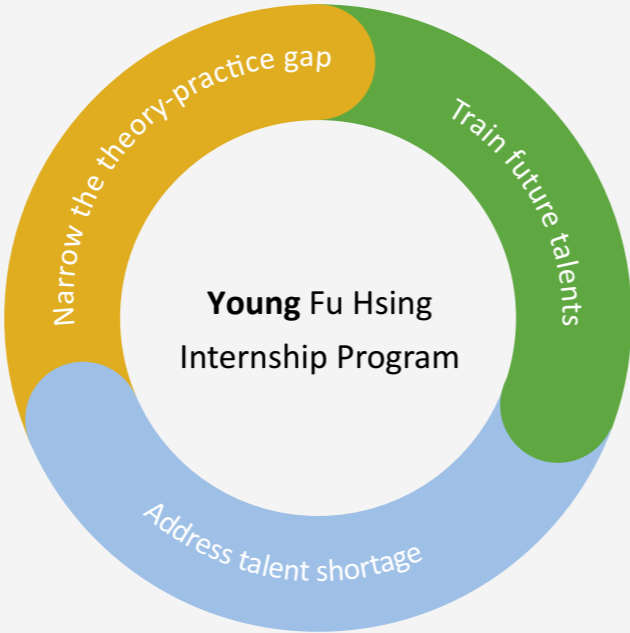 Narrow the theory-practice gap
Train future talents
Young Fu Hsing
Internship Program
Address talent shortage